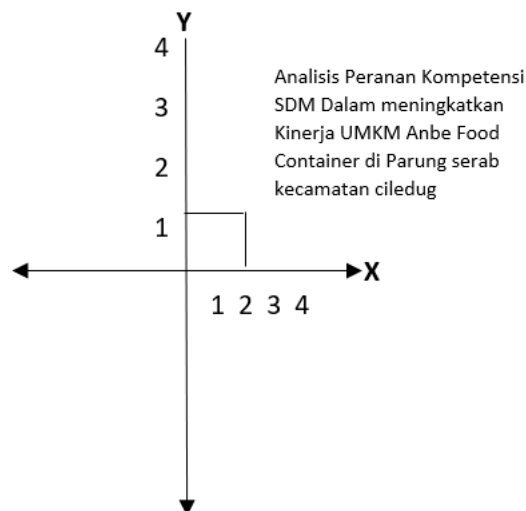 Y
4
3
2
1
X
1 2 3 4
Analisis Peranan Kompetensi
SDM Dalam meningkatkan
Kinerja UMKM Anbe Food
Container di Parung serab
kecamatan ciledug